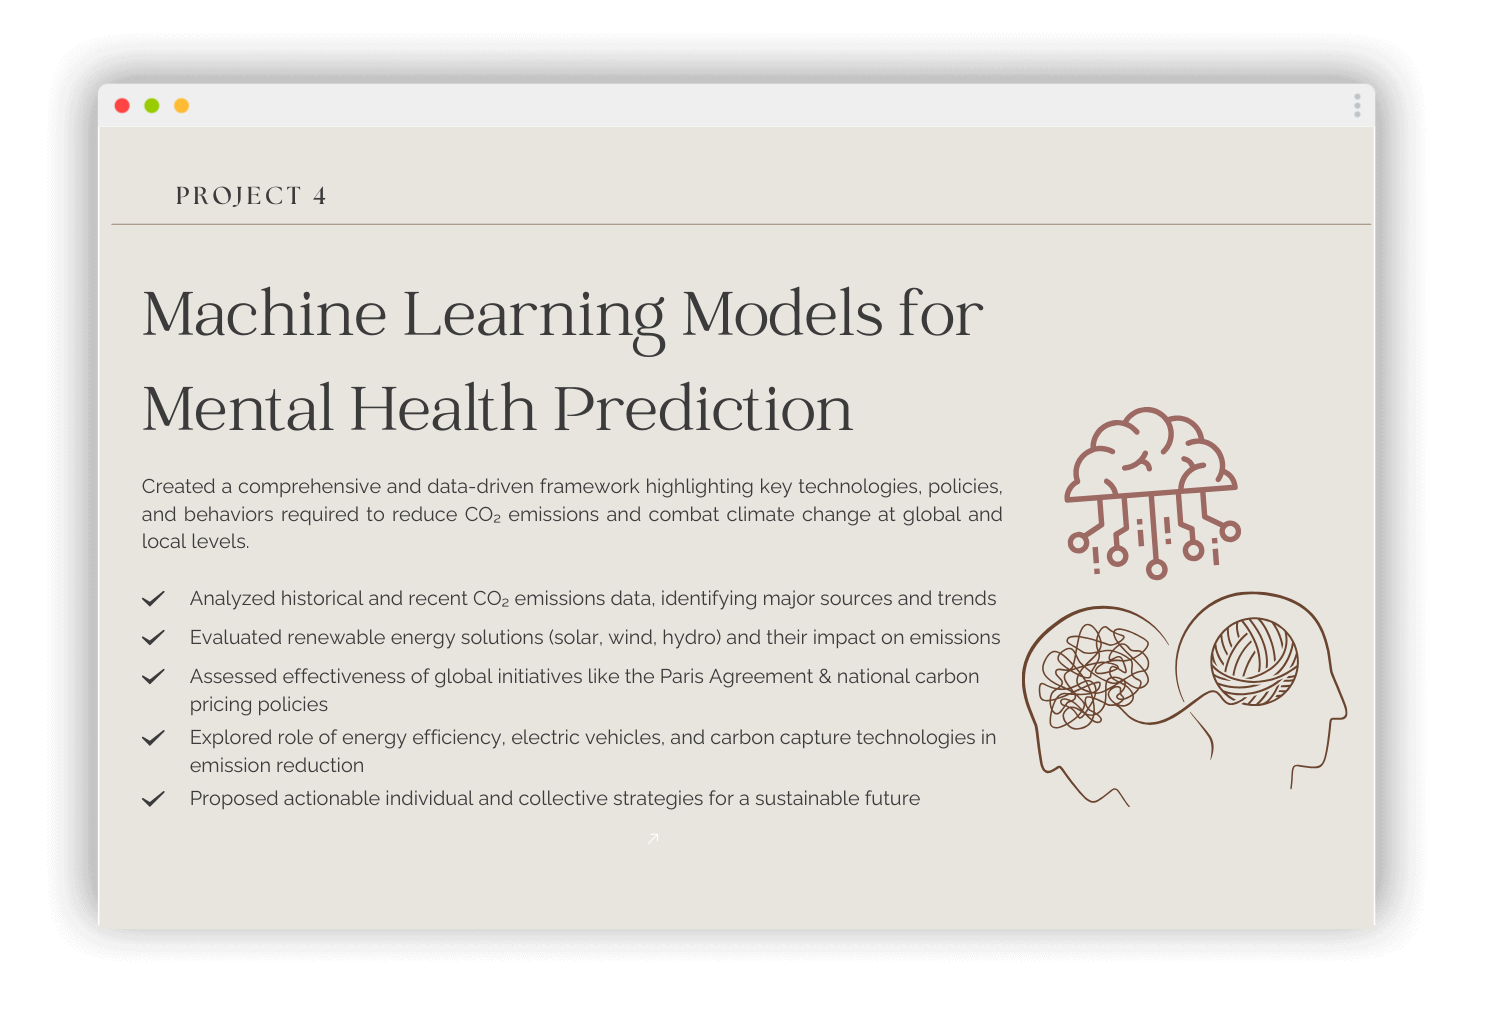 PROJECT 4
Machine Learning Models for
Mental Health Prediction
Created a comprehensive and data-driven framework highlighting key technologies, policies,
and behaviors required to reduce CO₂ emissions and combat climate change at global and
local levels.
Analyzed historical and recent CO₂ emissions data, identifying major sources and trends
Evaluated renewable energy solutions (solar, wind, hydro) and their impact on emissions
Assessed effectiveness of global initiatives like the Paris Agreement & national carbon
pricing policies
Explored role of energy efficiency, electric vehicles, and carbon capture technologies in
emission reduction
Proposed actionable individual and collective strategies for a sustainable future